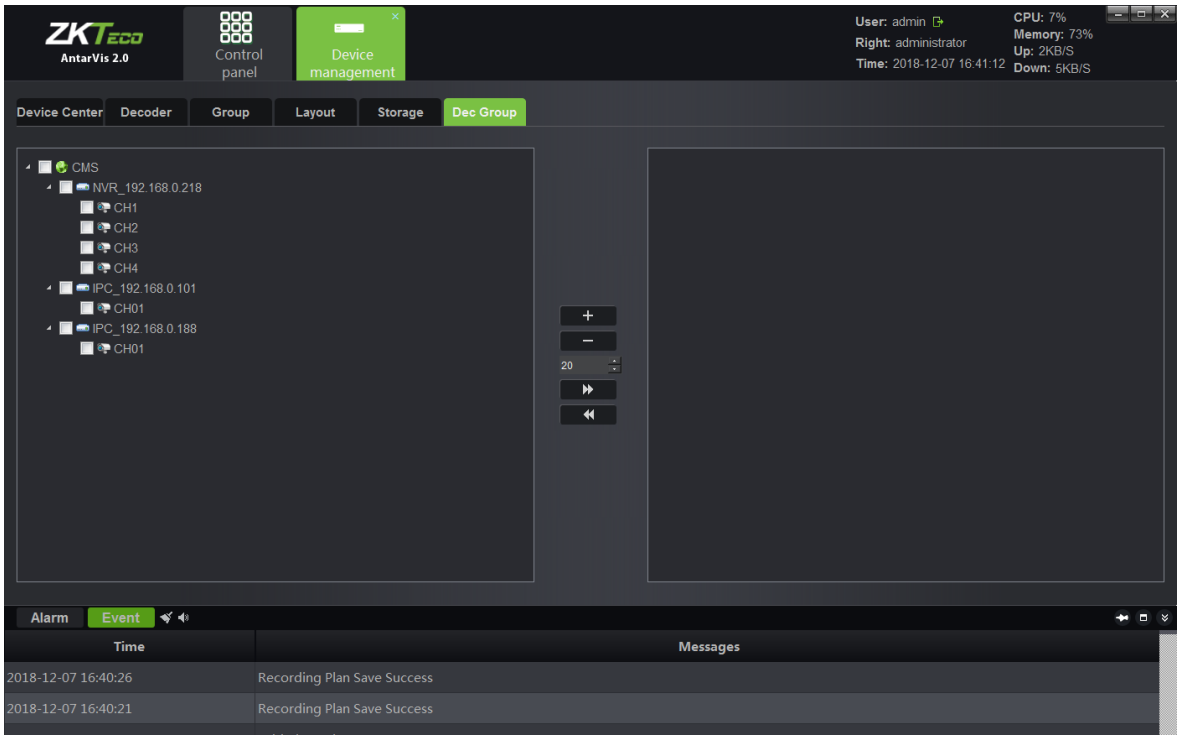 ZKTeco
AntarVis 2.0
Control
panel
Device
management
User: admin
Right: administrator
Time: 2018-12-07 16:41:12
CPU: 7%
Memory: 73%
Up: 2KB/S
Down: 5KB/S
Device Center Decoder Group Layout Storage Dec Group
CMS
NVR_192.168.0.218
CH1
CH2
CH3
CH4
IPC_192.168.0.101
CH01
IPC_192.168.0.188
CH01
20
Alarm Event
Time Messages
2018-12-07 16:40:26 Recording Plan Save Success
2018-12-07 16:40:21 Recording Plan Save Success